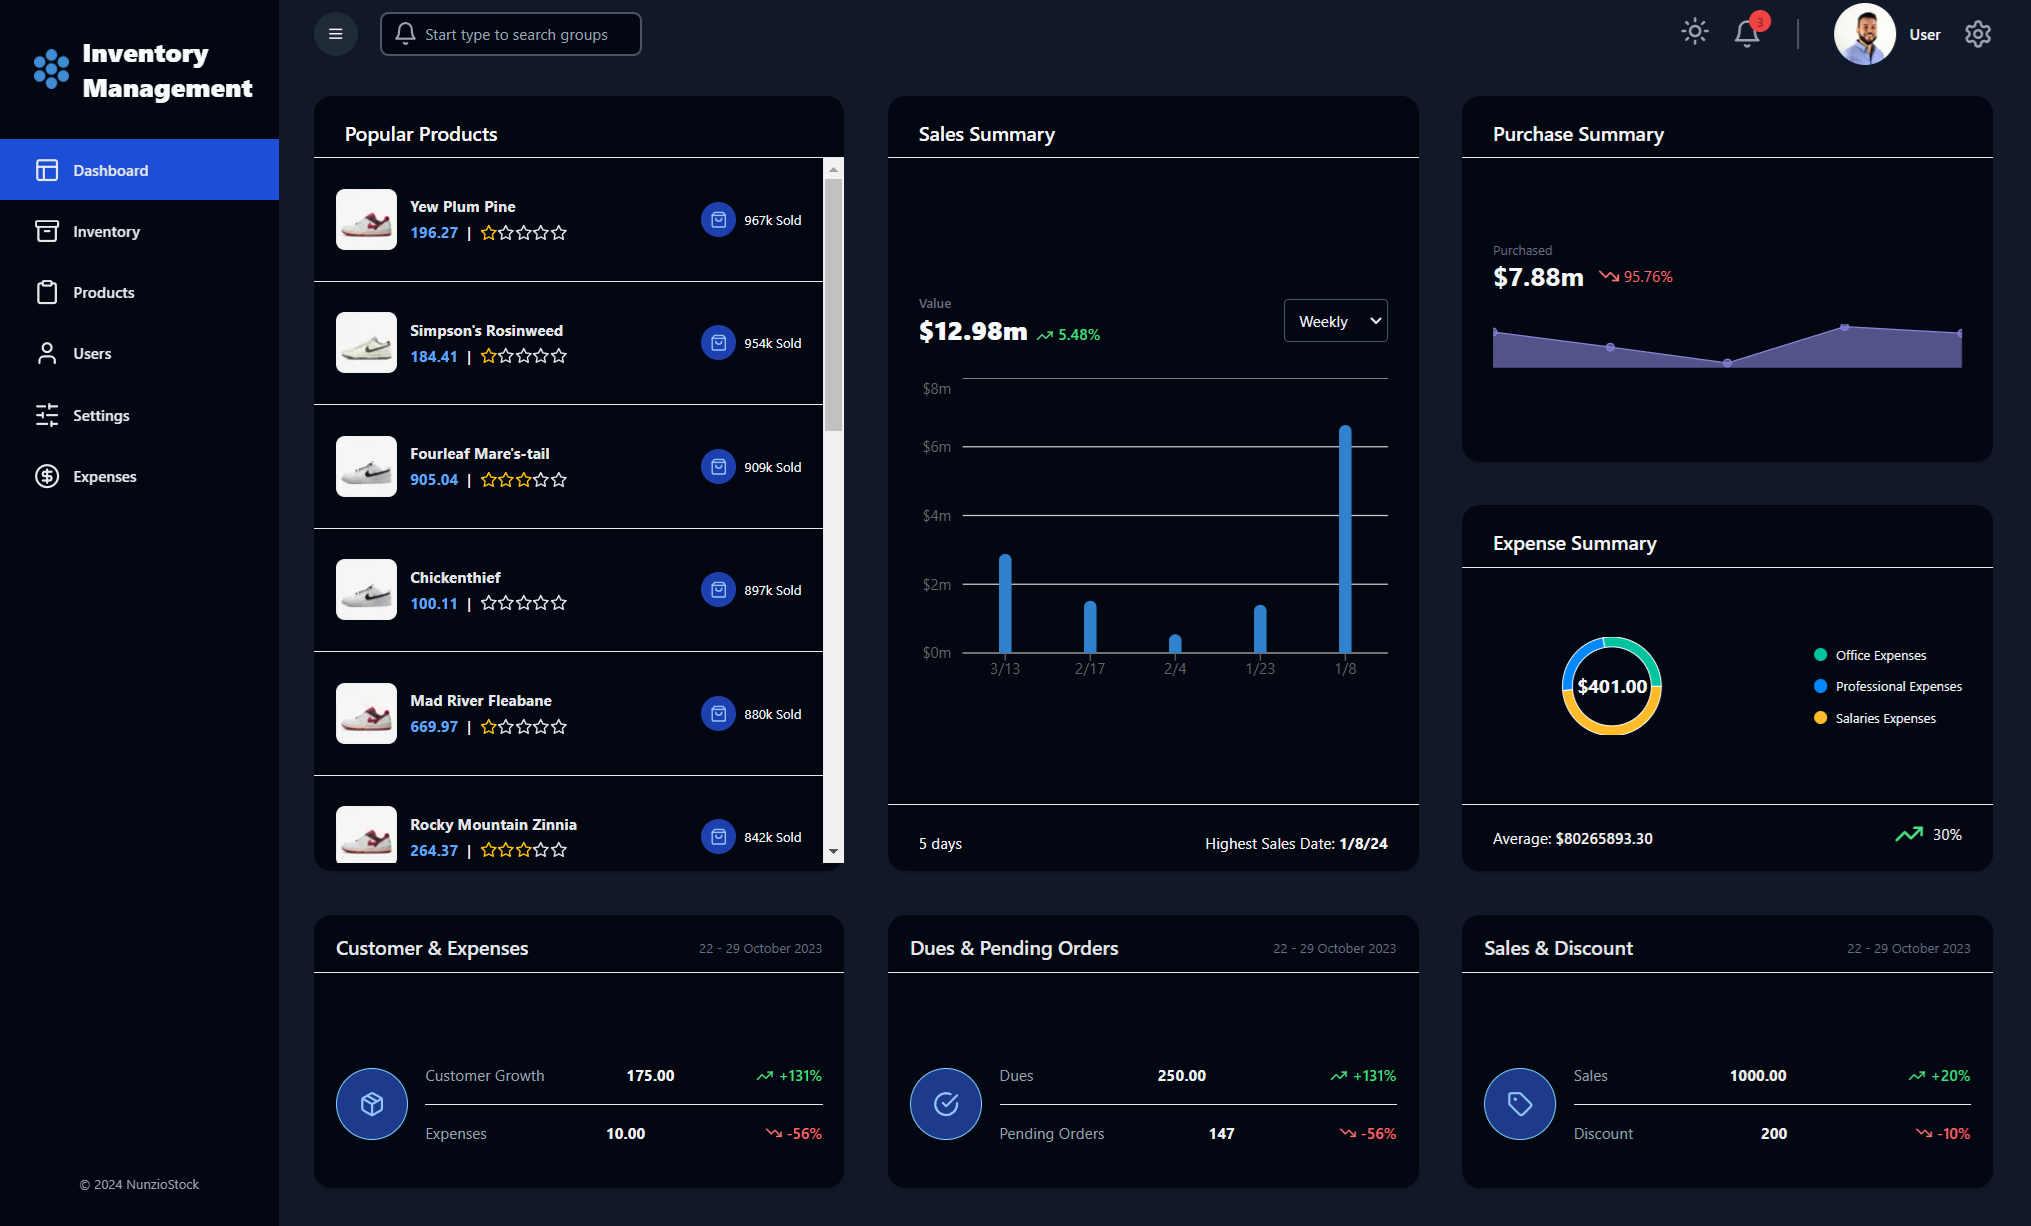 Inventory
Management
Dashboard
Inventory
Products
Users
Settings
Expenses
© 2024 NunzioStock
Start type to search groups
3
User
Popular Products
Yew Plum Pine
196.27 |
967k Sold
Simpson's Rosinweed
184.41 |
954k Sold
Fourleaf Mare's-tail
905.04 |
909k Sold
Chickenthief
100.11 |
897k Sold
Mad River Fleabane
669.97 |
880k Sold
Rocky Mountain Zinnia
264.37 |
842k Sold
Sales Summary
Value
$12.98m 5.48%
Weekly
$8m
$6m
$4m
$2m
$0m
3/13 2/17 2/4 1/23 1/8
5 days Highest Sales Date: 1/8/24
Purchase Summary
Purchased
$7.88m 95.76%
Expense Summary
$401.00
Office Expenses
Professional Expenses
Salaries Expenses
Average: $80265893.30 30%
Customer & Expenses 22 - 29 October 2023
Customer Growth 175.00 +131%
Expenses 10.00 -56%
Dues & Pending Orders 22 - 29 October 2023
Dues 250.00 +131%
Pending Orders 147 -56%
Sales & Discount 22 - 29 October 2023
Sales 1000.00 +20%
Discount 200 -10%